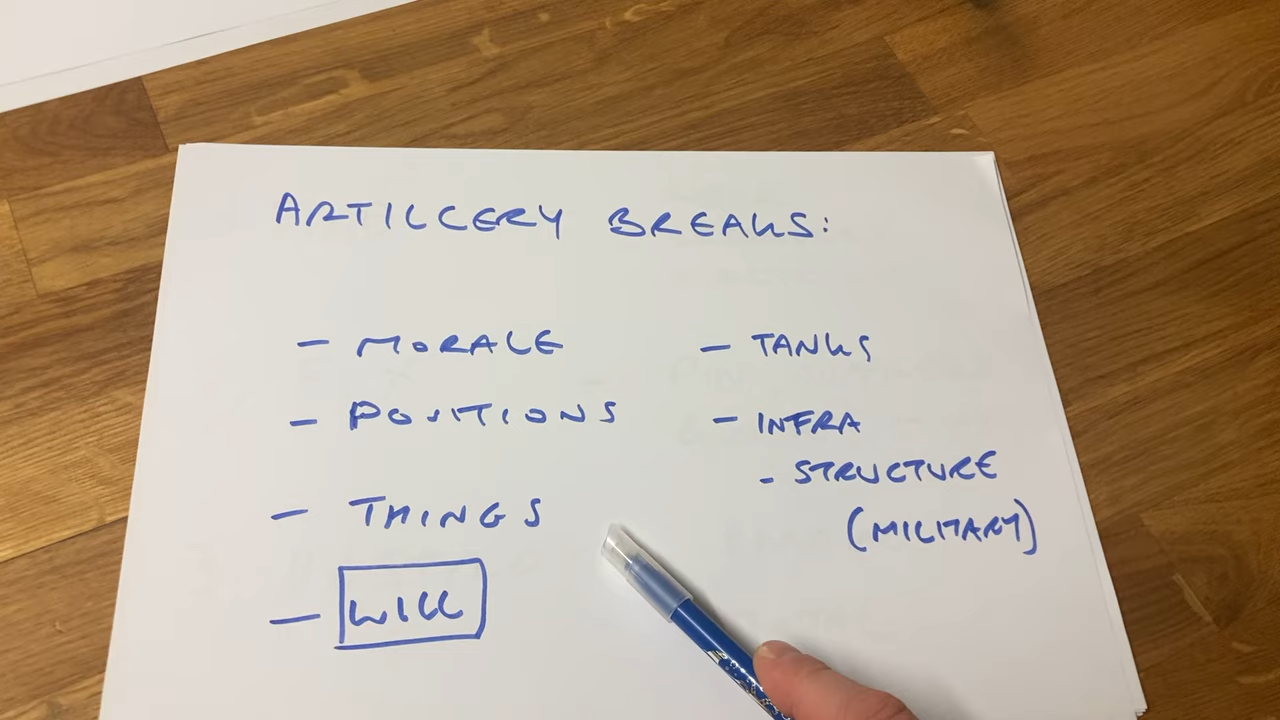 ARTILLERY BREAKS:
- MORALE
- POSITIONS
- THINGS
- WILL
- TANKS
- INFRA
- STRUCTURE
(MILITARY)